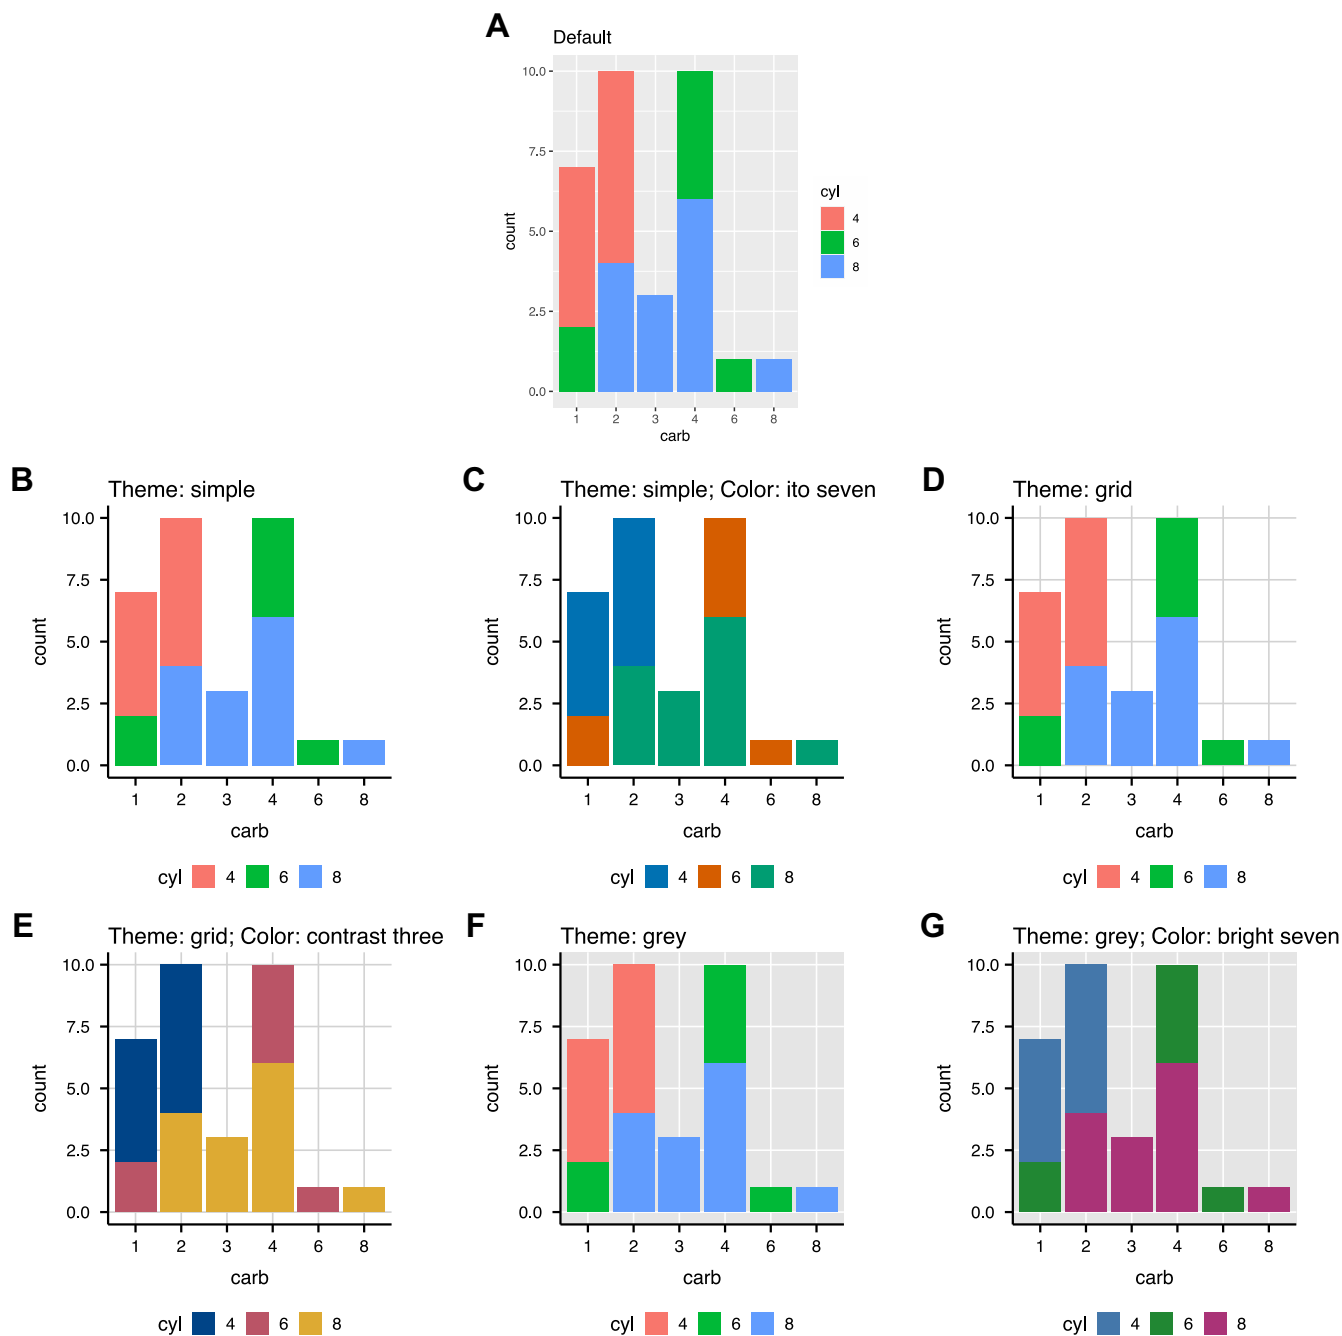 A
Default
10.0
7.5
5.0
2.5
0.0
count
1 2 3 4 6 8
carb
cyl
4
6
8
B
Theme: simple
10.0
7.5
5.0
2.5
0.0
count
1 2 3 4 6 8
carb
cyl 4 6 8
C
Theme: simple; Color: ito seven
10.0
7.5
5.0
2.5
0.0
count
1 2 3 4 6 8
carb
cyl 4 6 8
D
Theme: grid
10.0
7.5
5.0
2.5
0.0
count
1 2 3 4 6 8
carb
cyl 4 6 8
E
Theme: grid; Color: contrast three
10.0
7.5
5.0
2.5
0.0
count
1 2 3 4 6 8
carb
cyl 4 6 8
F
Theme: grey
10.0
7.5
5.0
2.5
0.0
count
1 2 3 4 6 8
carb
cyl 4 6 8
G
Theme: grey; Color: bright seven
10.0
7.5
5.0
2.5
0.0
count
1 2 3 4 6 8
carb
cyl 4 6 8